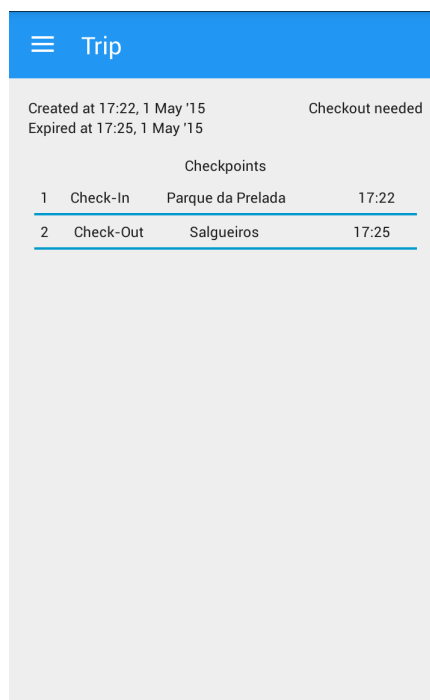 Trip
Created at 17:22, 1 May '15 Checkout needed
Expired at 17:25, 1 May '15
Checkpoints
1 Check-In Parque da Prelada 17:22
2 Check-Out Salgueiros 17:25